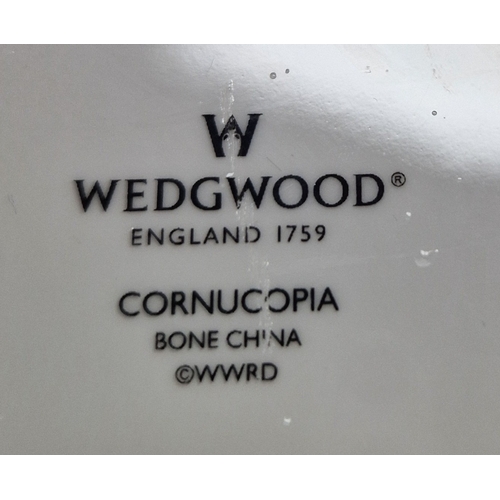 W
WEDGWOOD®
ENGLAND 1759
CORNUCOPIA
BONE CHINA
©WWRD